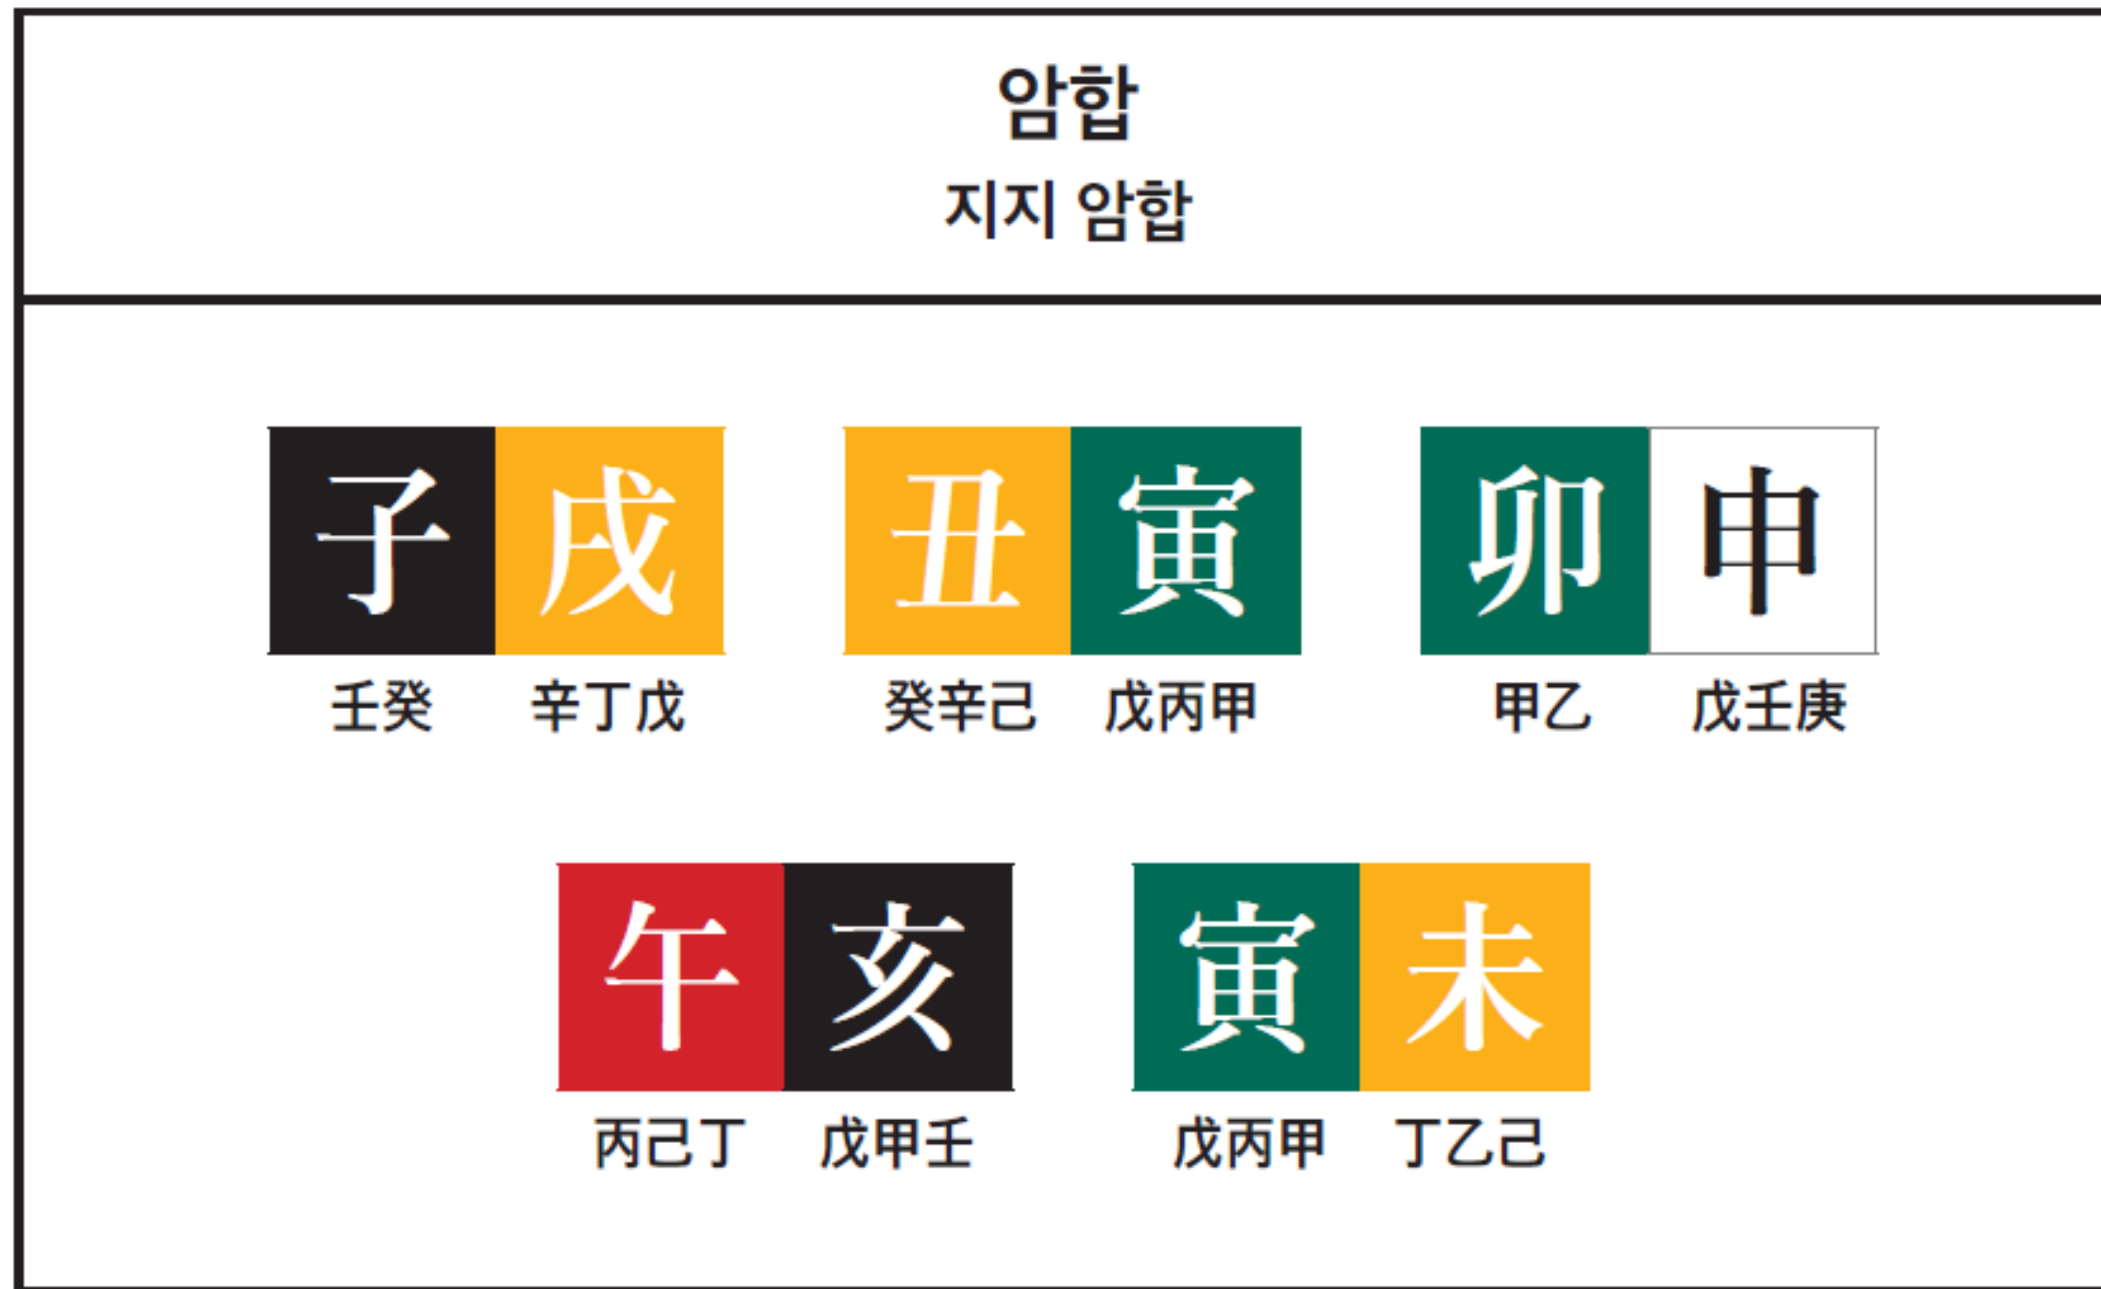 암합
지지 암합
子戌 丑寅 卯申
壬癸 辛丁戊 癸辛己 戊丙甲 甲乙 戊壬庚
午亥 寅未
丙己丁 戊甲壬 戊丙甲 丁乙己